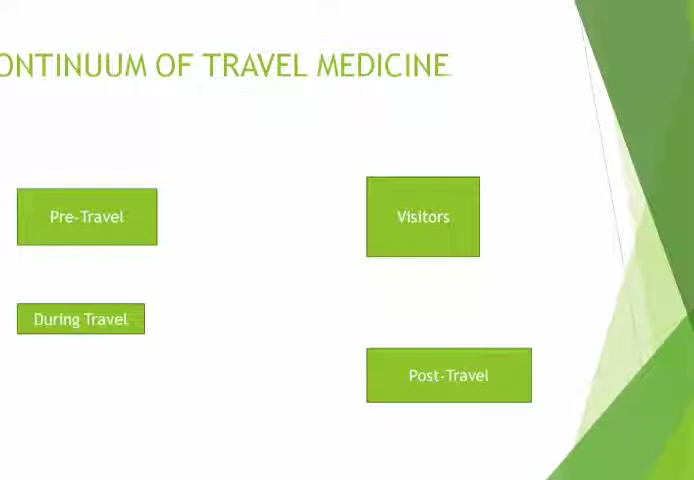 ONTINUUM OF TRAVEL MEDICINE
Pre-Travel
Visitors
During Travel
Post-Travel